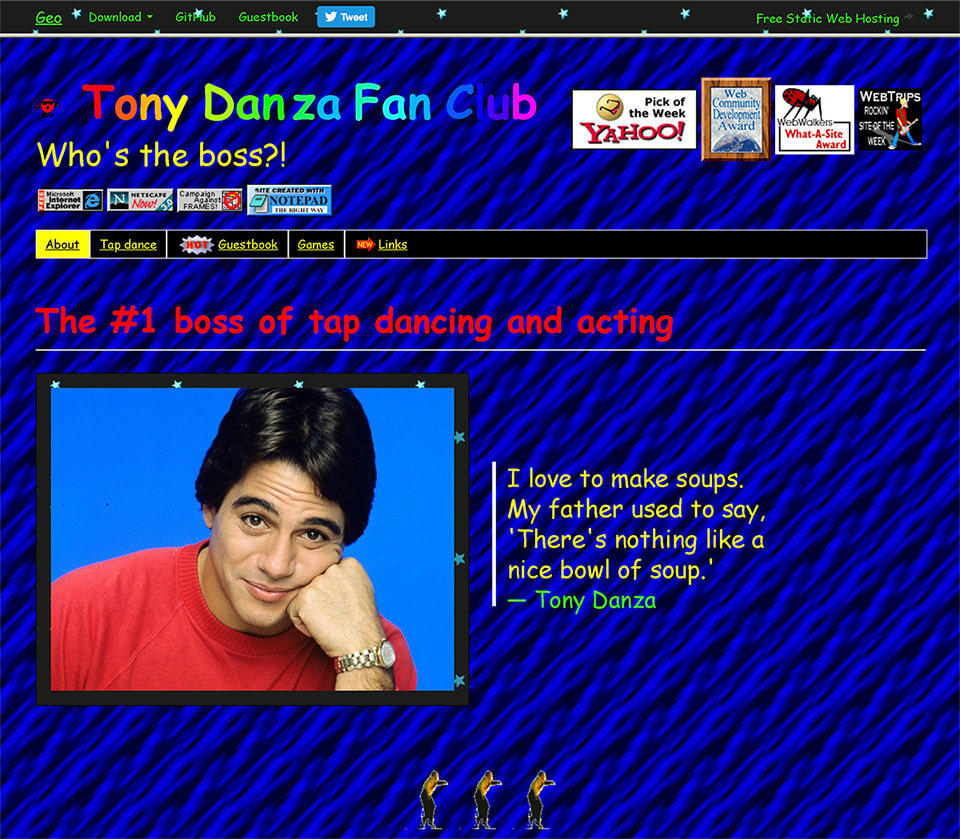 Geo Download GitHub Guestbook Tweet Free Static Web Hosting
Tony Danza Fan Club
Who's the boss?!
Pick of
the Week
YAHOO!
Web
Community
Development
Award
WebWalkers
What-A-Site
Award
WEBTRIPS
ROCKIN'
SITE OF THE
WEEK
FREE
Microsoft
Internet
Explorer
N NETSCAPE
Now!
Campaign
Against
FRAMES!
SITE CREATED WITH
NOTEPAD
THE RIGHT WAY
About Tap dance HOT Guestbook Games NEW Links
The #1 boss of tap dancing and acting
I love to make soups.
My father used to say,
'There's nothing like a
nice bowl of soup.'
— Tony Danza